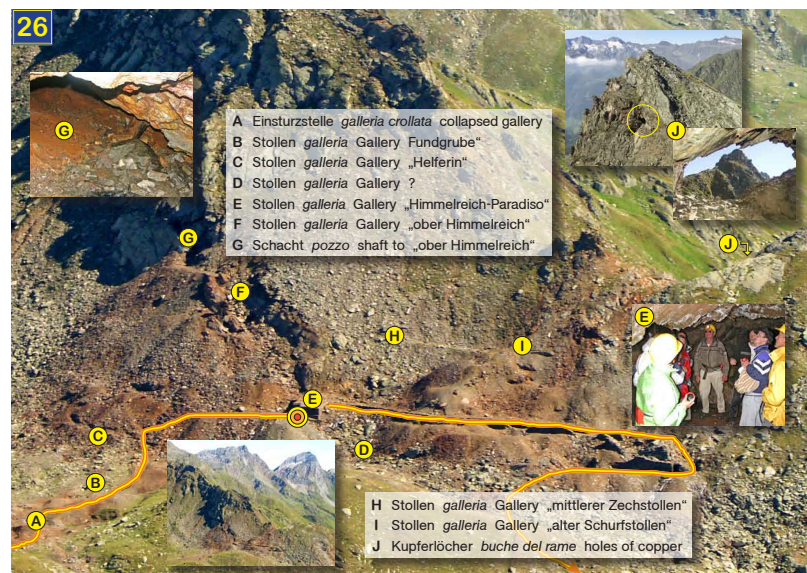 26
G
J
A Einsturzstelle galleria crollata collapsed gallery
B Stollen galleria Gallery Fundgrube“
C Stollen galleria Gallery „Helferin“
D Stollen galleria Gallery ?
E Stollen galleria Gallery „Himmelreich-Paradiso“
F Stollen galleria Gallery „ober Himmelreich“
G Schacht pozzo shaft to „ober Himmelreich“
G
J
F
E
H
I
E
C
D
B
A
H Stollen galleria Gallery „mittlerer Zechstollen“
I Stollen galleria Gallery „alter Schurfstollen“
J Kupferlöcher buche del rame holes of copper